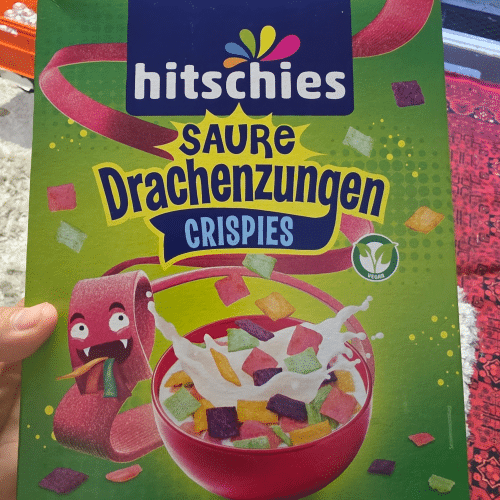 hitschies
SAURe
Drachenzungen
CRISPIES
VEGAN